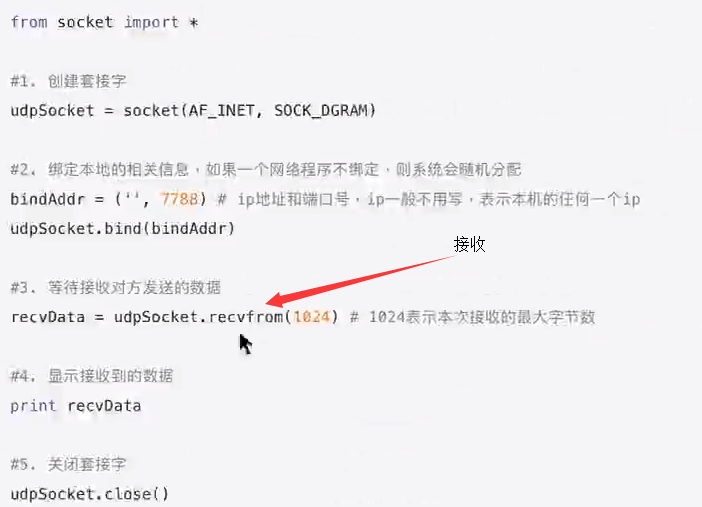 from socket import *
#1. 创建套接字
udpSocket = socket(AF_INET, SOCK_DGRAM)
#2. 绑定本地的相关信息，如果一个网络程序不绑定，则系统会随机分配
bindAddr = ('', 7788) # ip地址和端口号，ip一般不用写，表示本机的任何一个ip
udpSocket.bind(bindAddr)
接收
#3. 等待接收对方发送的数据
recvData = udpSocket.recvfrom(1024) # 1024表示本次接收的最大字节数
#4. 显示接收到的数据
print recvData
#5. 关闭套接字
udpSocket.close()